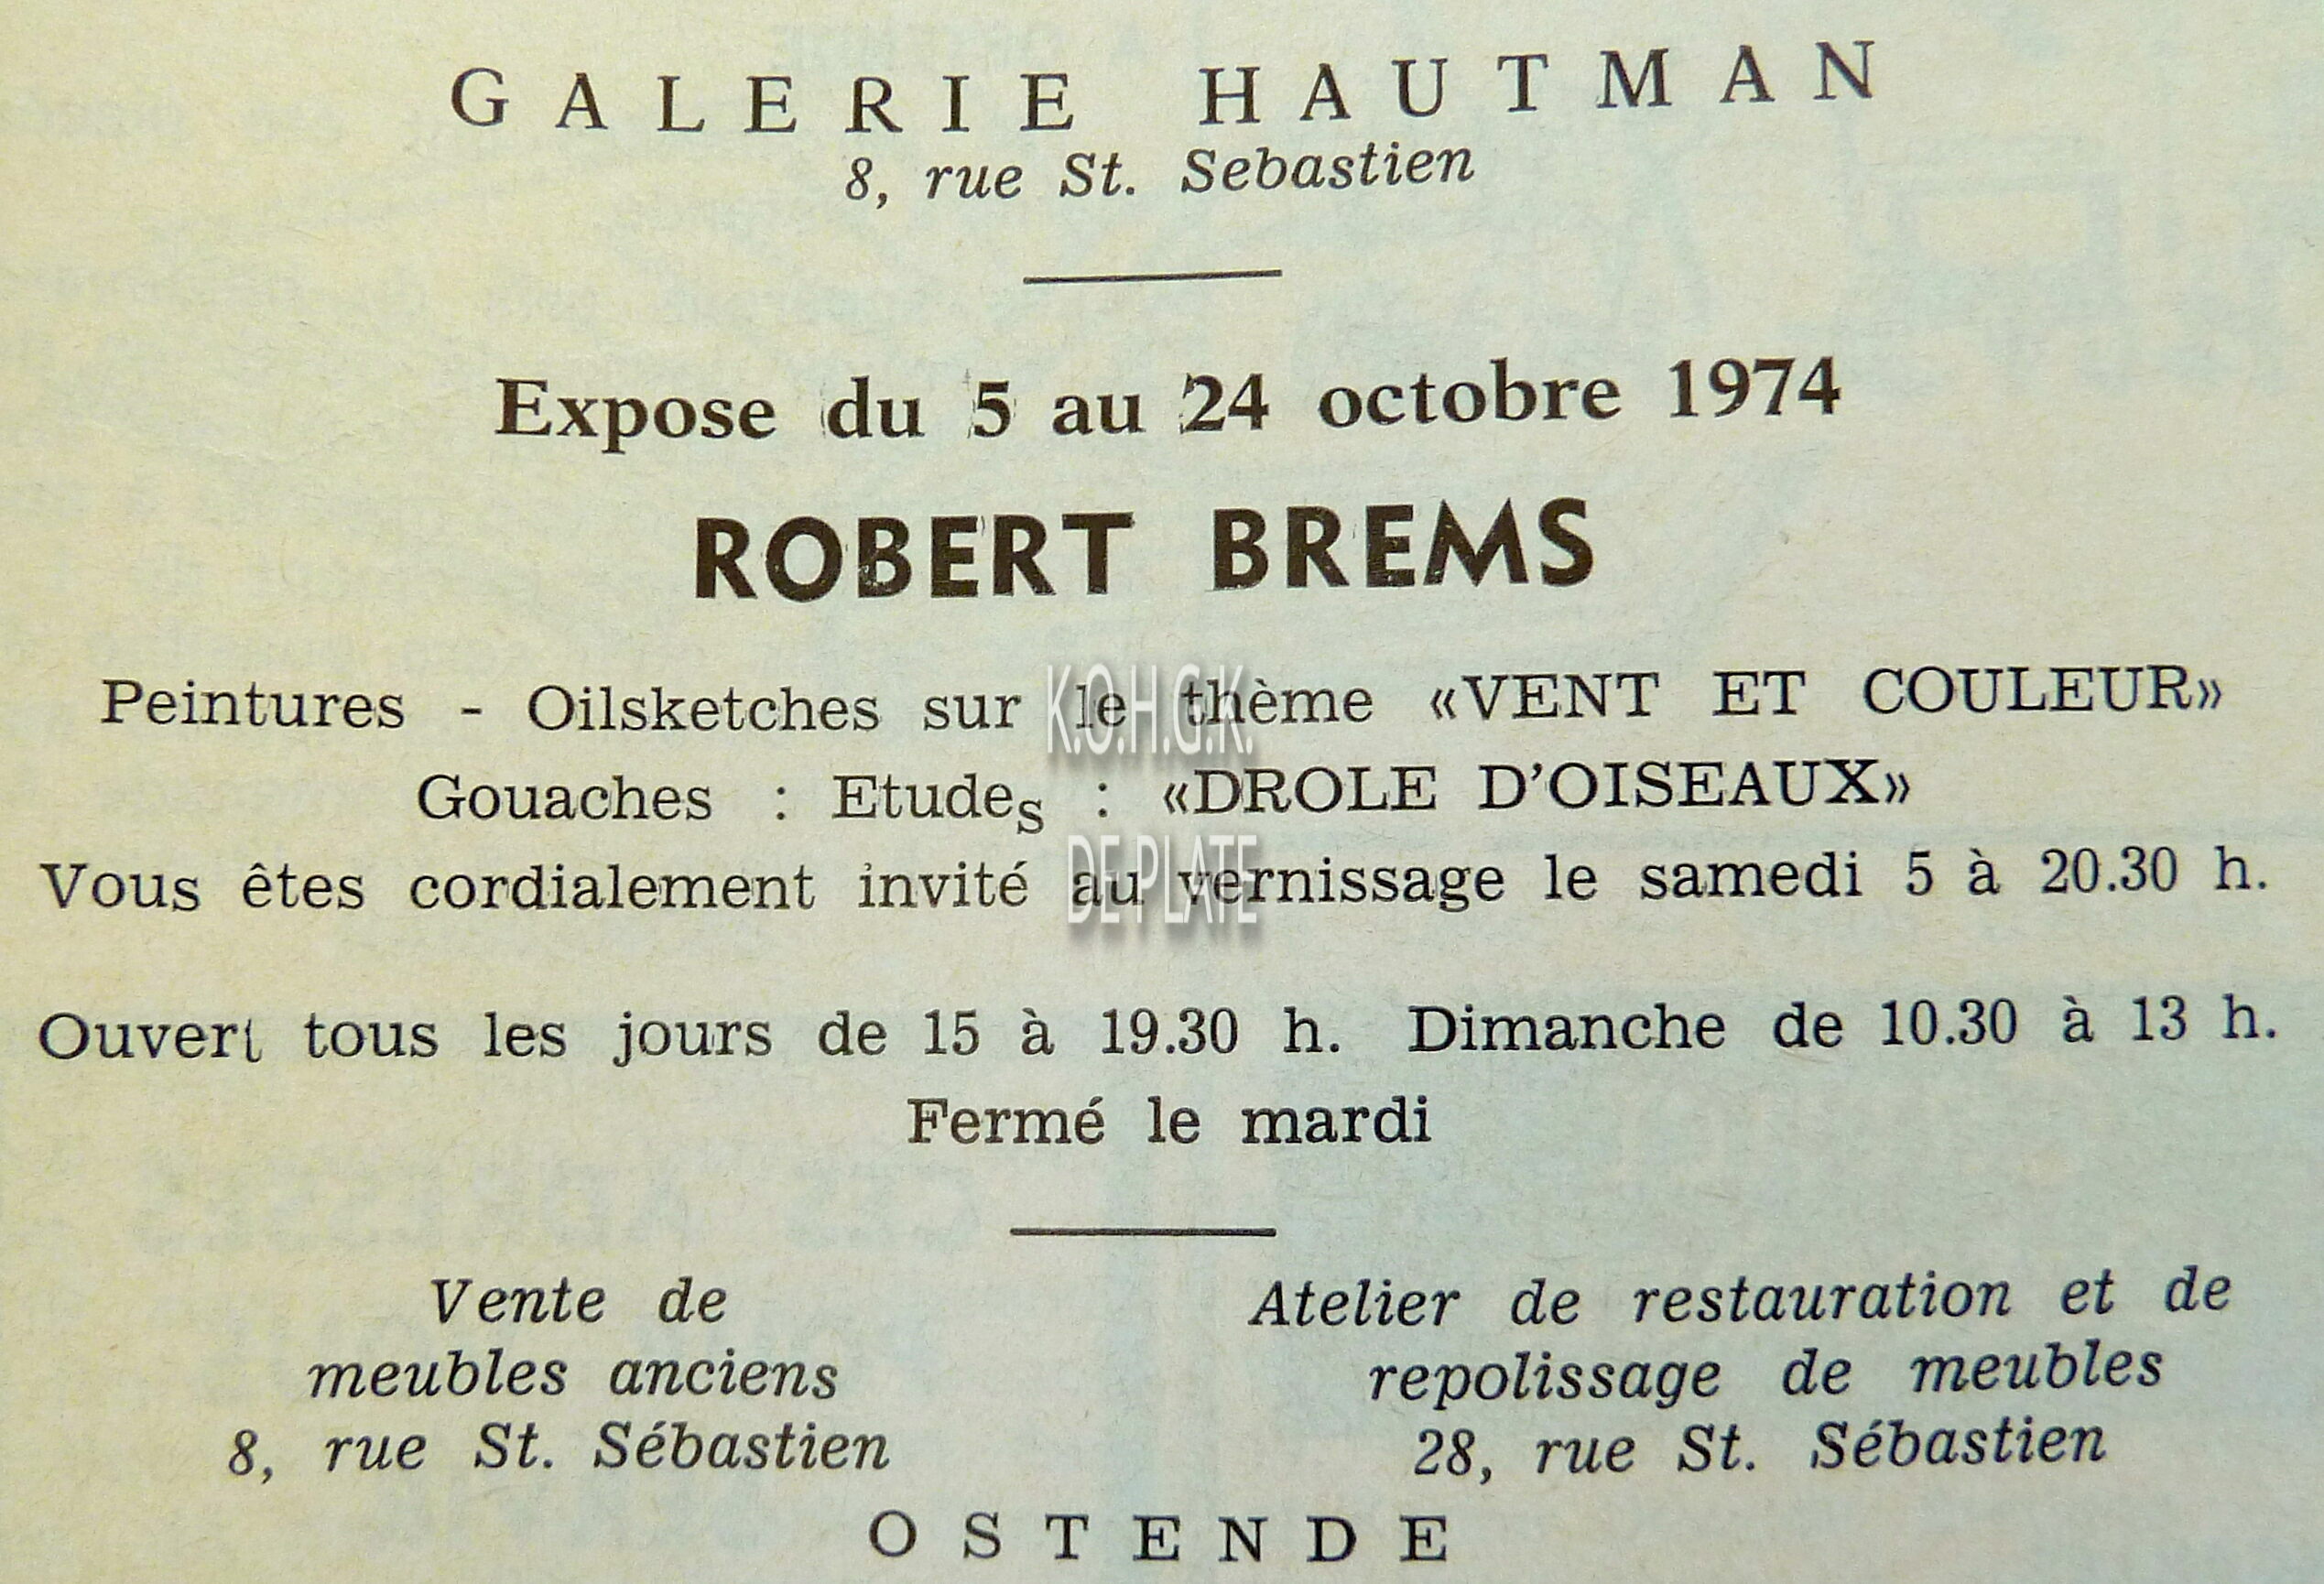 GALERIE HAUTMAN
8, rue St. Sebastien
Expose du 5 au 24 octobre 1974
ROBERT BREMS
Peintures - Oilsketches sur le thème «VENT ET COULEUR»
K.O.H.G.K.
Gouaches : Etudes : «DROLE D'OISEAUX»
Vous êtes cordialement invité au vernissage le samedi 5 à 20.30 h.
DE PLATE
Ouvert tous les jours de 15 à 19.30 h. Dimanche de 10.30 à 13 h.
Fermé le mardi
Vente de
meubles anciens
8, rue St. Sébastien
Atelier de restauration et de
repolissage de meubles
28, rue St. Sébastien
OSTENDE